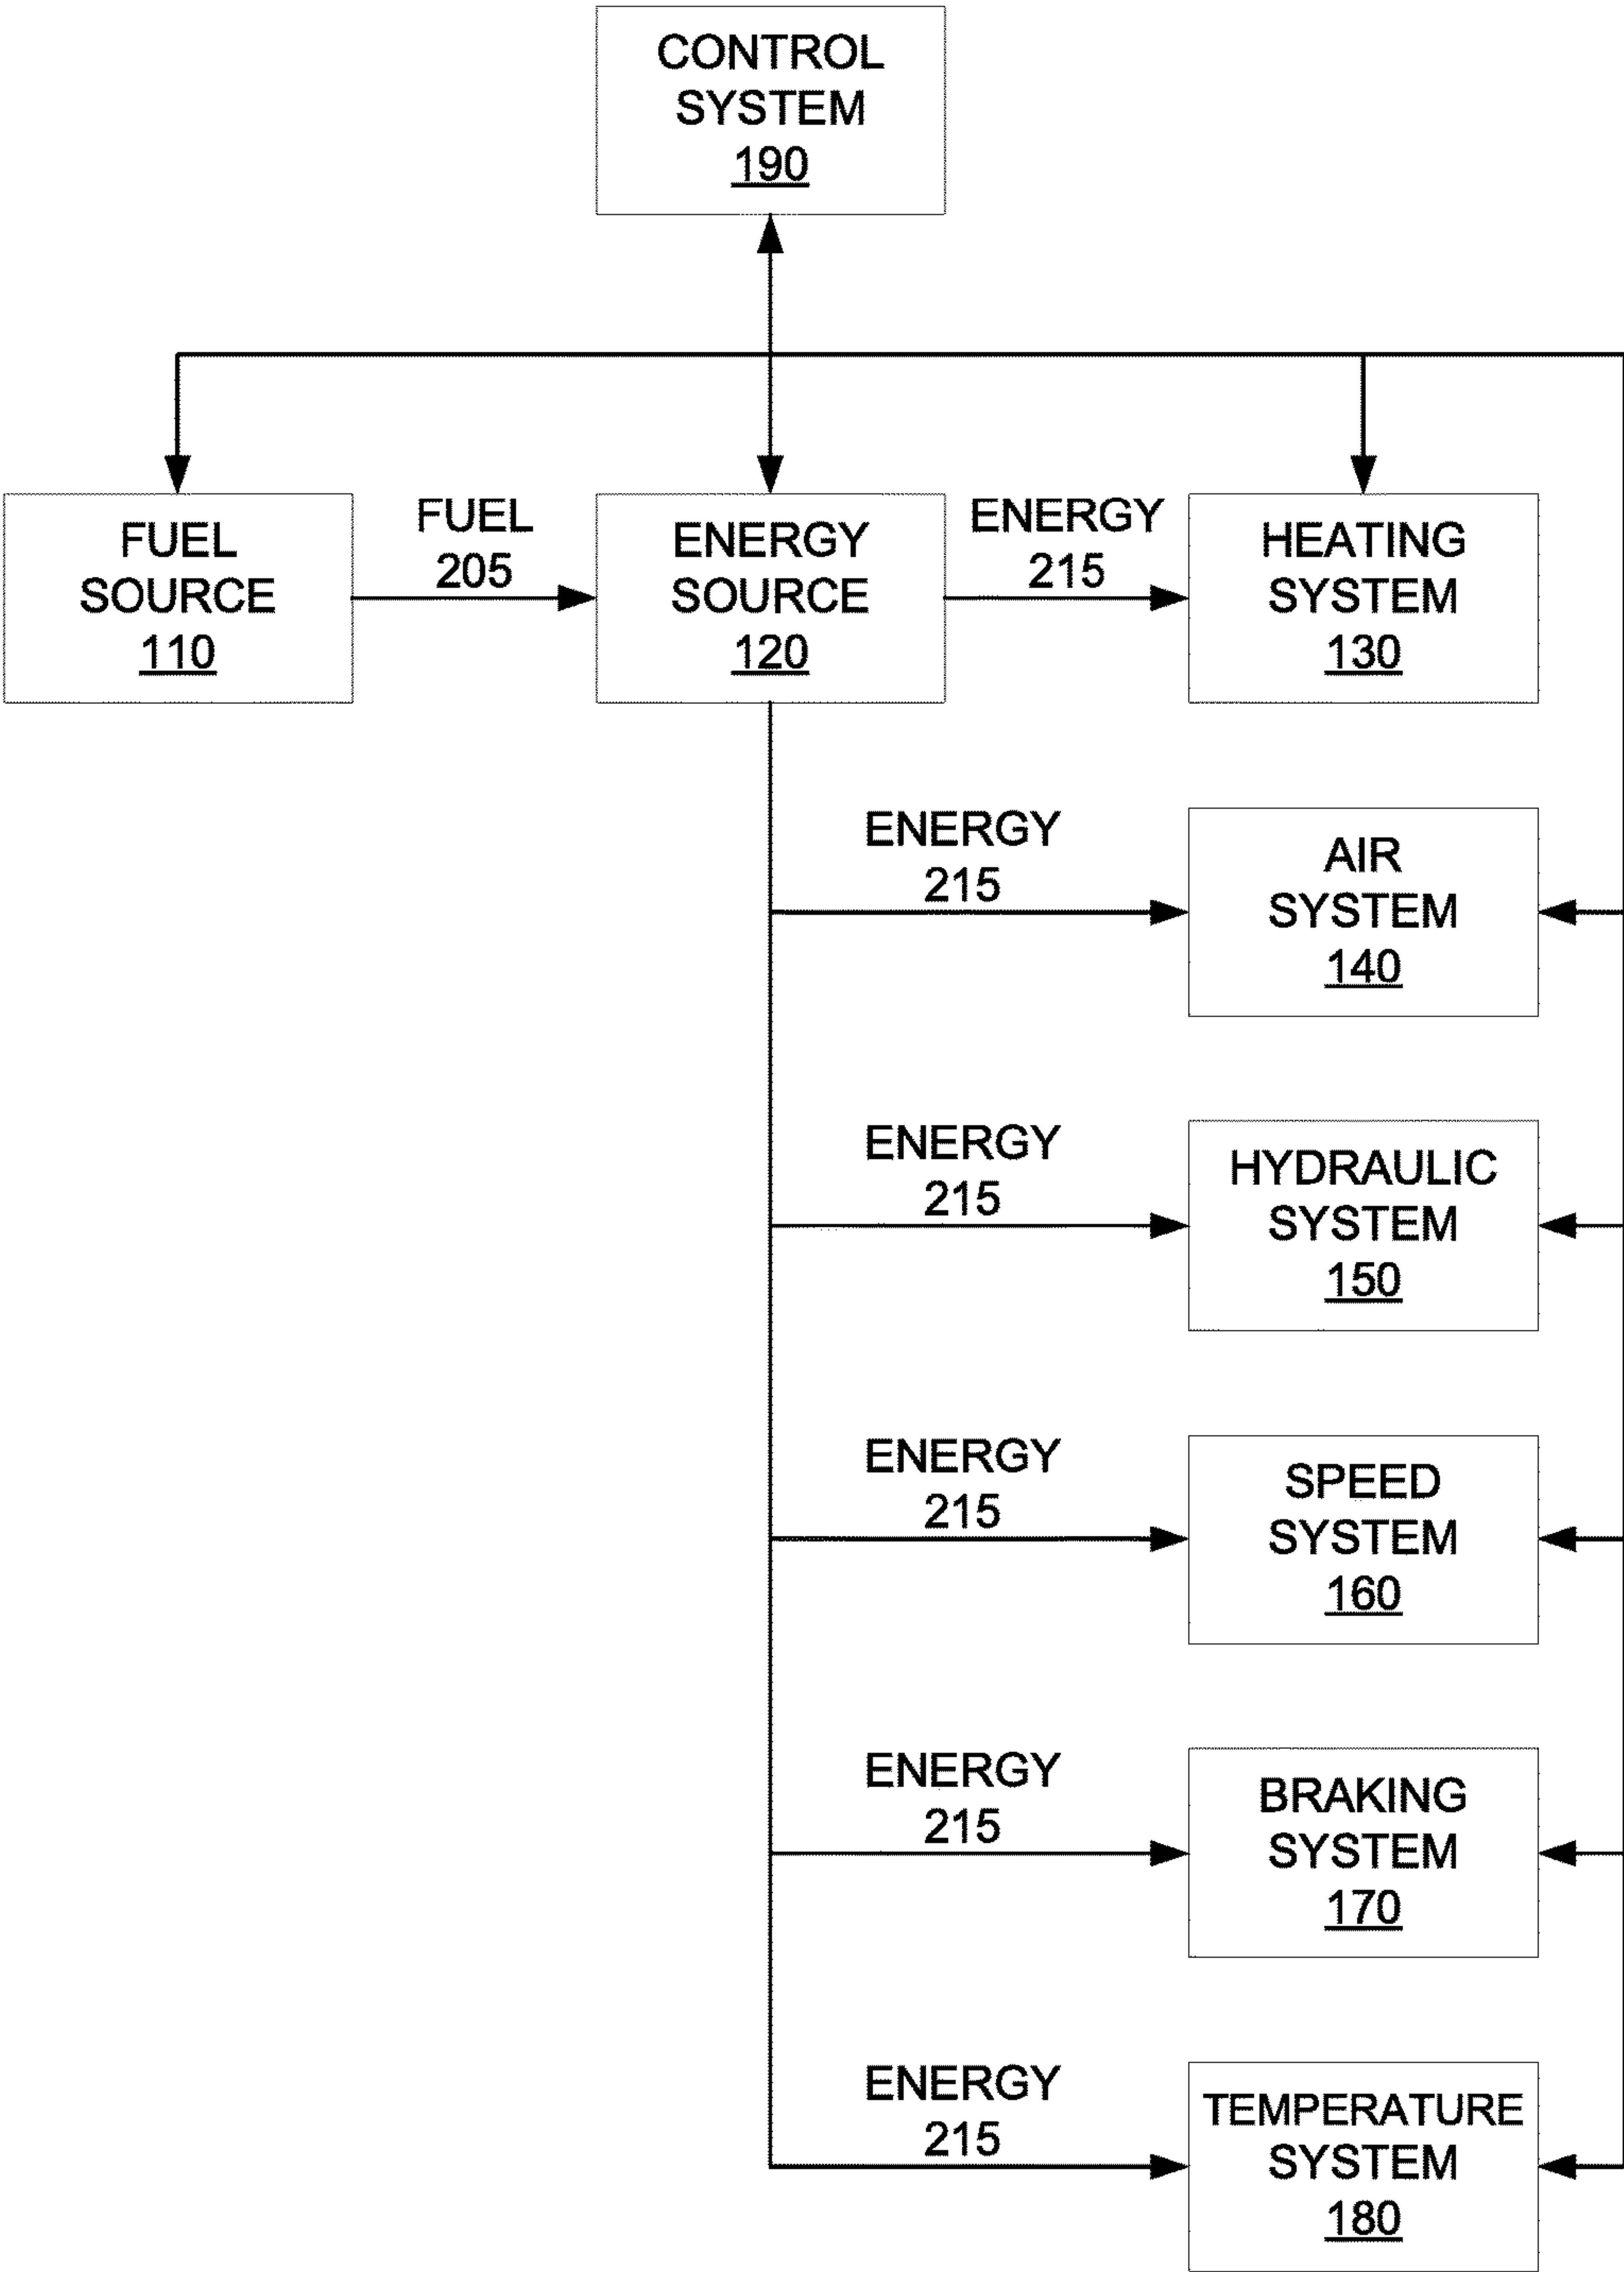 CONTROL
SYSTEM
190
FUEL
SOURCE
110
FUEL
205
ENERGY
SOURCE
120
ENERGY
215
HEATING
SYSTEM
130
ENERGY
215
AIR
SYSTEM
140
ENERGY
215
HYDRAULIC
SYSTEM
150
ENERGY
215
SPEED
SYSTEM
160
ENERGY
215
BRAKING
SYSTEM
170
ENERGY
215
TEMPERATURE
SYSTEM
180